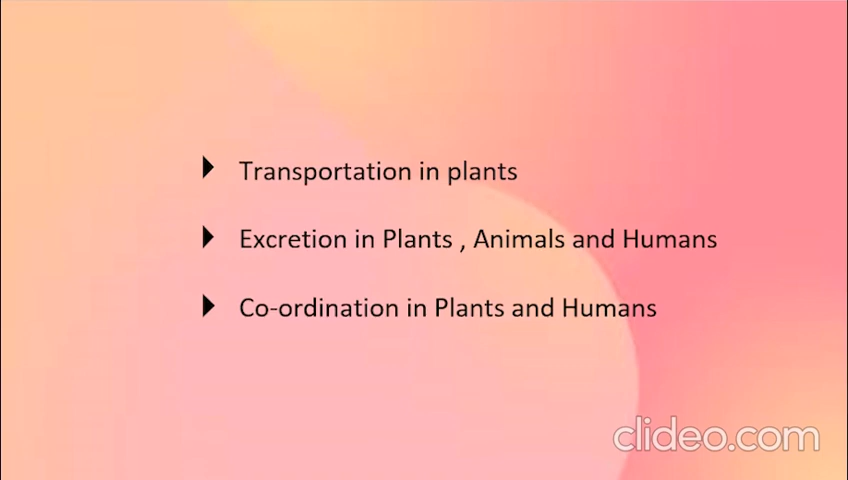 Transportation in plants
Excretion in Plants , Animals and Humans
Co-ordination in Plants and Humans
clideo.com